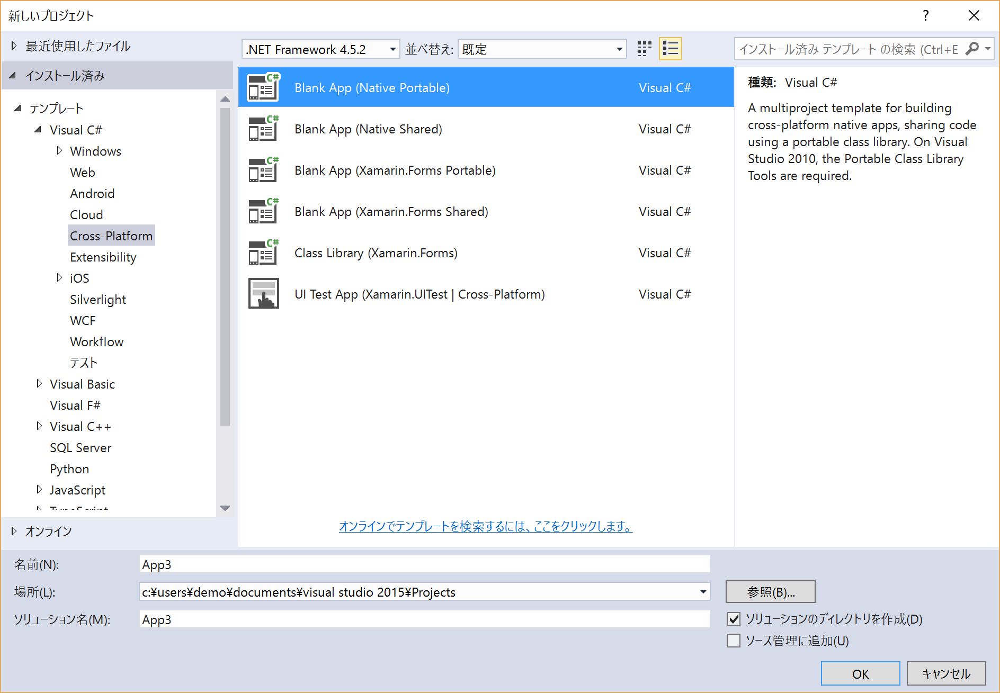 新しいプロジェクト
?
最近使用したファイル
インストール済み
テンプレート
Visual C#
Windows
Web
Android
Cloud
Cross-Platform
Extensibility
iOS
Silverlight
WCF
Workflow
テスト
Visual Basic
Visual F#
Visual C++
SQL Server
Python
JavaScript
TypeScript
オンライン
.NET Framework 4.5.2
並べ替え: 既定
インストール済み テンプレート の検索 (Ctrl+E
Blank App (Native Portable) Visual C#
Blank App (Native Shared) Visual C#
Blank App (Xamarin.Forms Portable) Visual C#
Blank App (Xamarin.Forms Shared) Visual C#
Class Library (Xamarin.Forms) Visual C#
UI Test App (Xamarin.UITest | Cross-Platform) Visual C#
オンラインでテンプレートを検索するには、ここをクリックします。
種類: Visual C#
A multiproject template for building
cross-platform native apps, sharing code
using a portable class library. On Visual
Studio 2010, the Portable Class Library
Tools are required.
名前(N): App3
場所(L): c:¥users¥demo¥documents¥visual studio 2015¥Projects
参照(B)...
ソリューション名(M): App3
ソリューションのディレクトリを作成(D)
ソース管理に追加(U)
OK
キャンセル